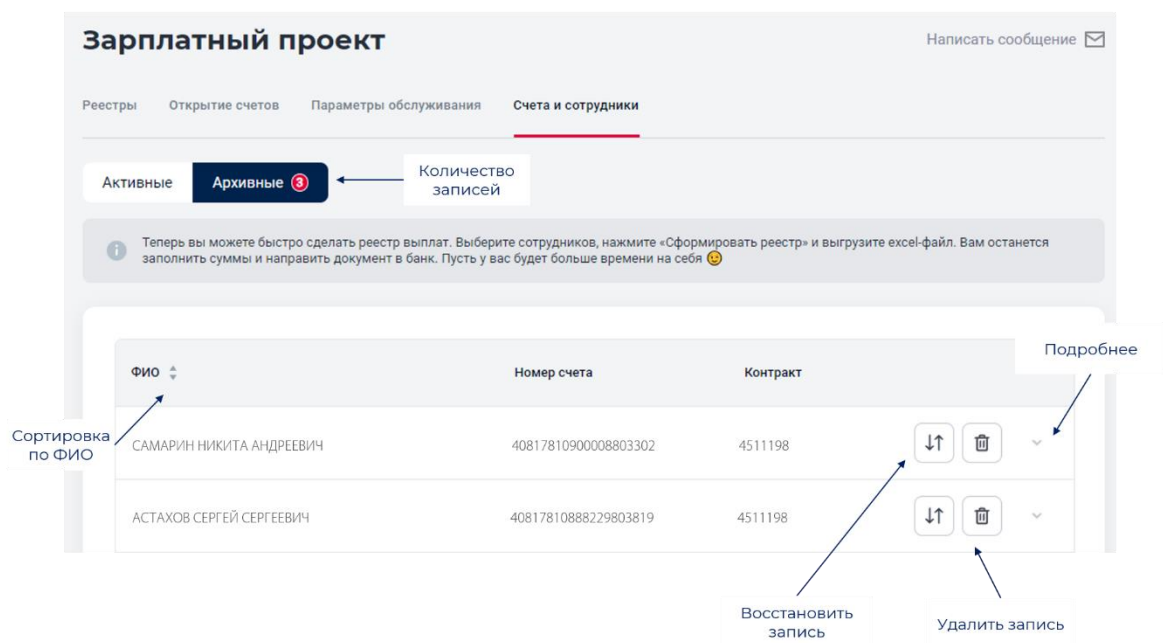 Зарплатный проект
Написать сообщение
Реестры Открытие счетов Параметры обслуживания Счета и сотрудники
Активные Архивные 3
Количество
записей
Теперь вы можете быстро сделать реестр выплат. Выберите сотрудников, нажмите «Сформировать реестр» и выгрузите excel-файл. Вам останется
заполнить суммы и направить документ в банк. Пусть у вас будет больше времени на себя 😉
Подробнее
ФИО Номер счета Контракт
Сортировка
по ФИО
САМАРИН НИКИТА АНДРЕЕВИЧ 40817810900008803302 4511198
АСТАХОВ СЕРГЕЙ СЕРГЕЕВИЧ 40817810888229803819 4511198
Восстановить
запись
Удалить запись